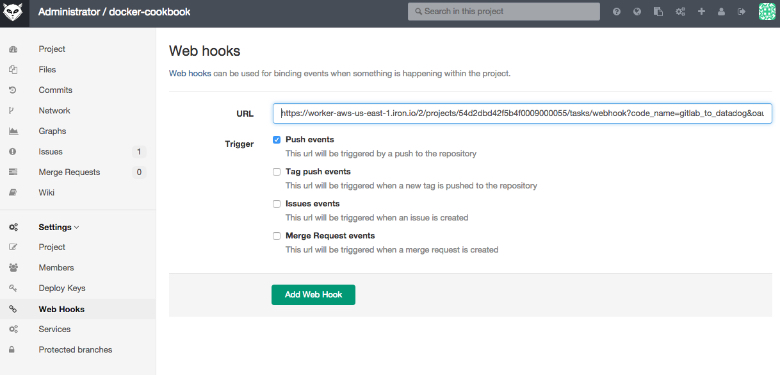 Administrator / docker-cookbook
Search in this project
Project
Files
Commits
Network
Graphs
Issues 1
Merge Requests 0
Wiki
Settings
Project
Members
Deploy Keys
Web Hooks
Services
Protected branches
Web hooks
Web hooks can be used for binding events when something is happening within the project.
URL https://worker-aws-us-east-1.iron.io/2/projects/54d2dbd42f5b4f0009000055/tasks/webhook?code_name=gitlab_to_datadog&oau
Trigger Push events
This url will be triggered by a push to the repository
Tag push events
This url will be triggered when a new tag is pushed to the repository
Issues events
This url will be triggered when an issue is created
Merge Request events
This url will be triggered when a merge request is created
Add Web Hook